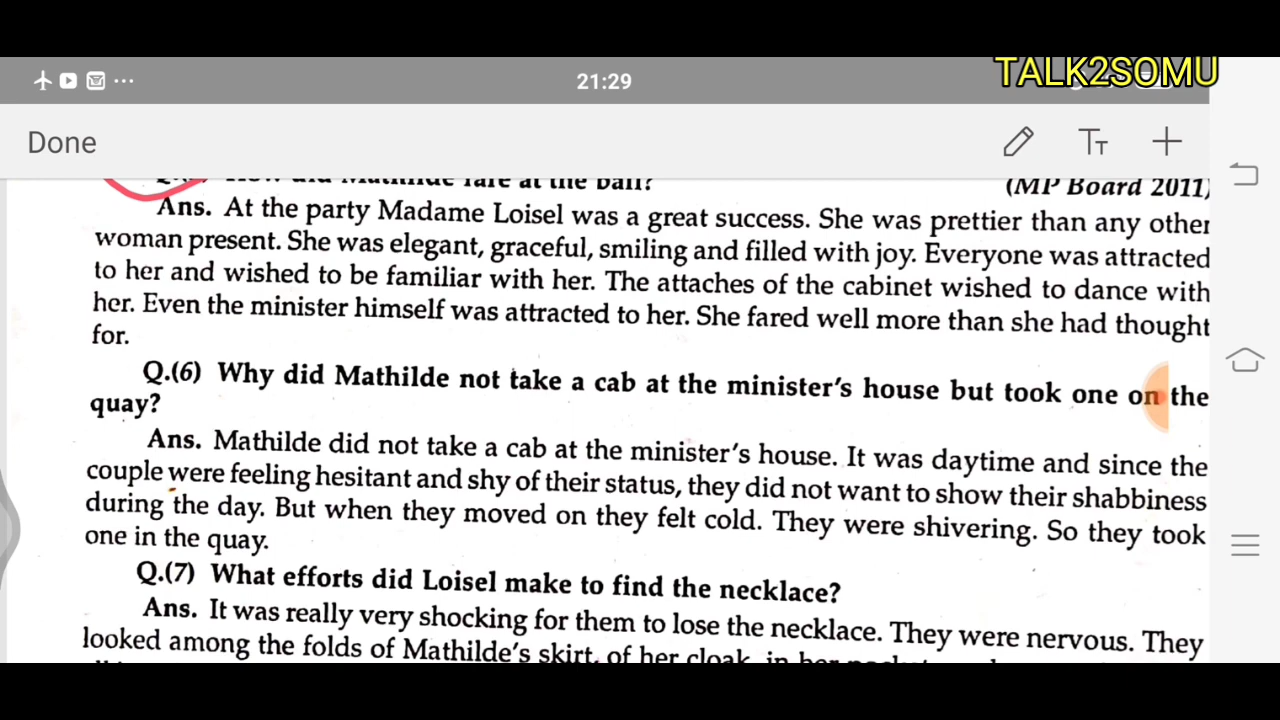 TALK2SOMU
21:29
Done
How did Mathilde fare at the ball?
(MP Board 2011)
Ans. At the party Madame Loisel was a great success. She was prettier than any other
woman present. She was elegant, graceful, smiling and filled with joy. Everyone was attracted
to her and wished to be familiar with her. The attaches of the cabinet wished to dance with
her. Even the minister himself was attracted to her. She fared well more than she had thought
for.
Q.(6) Why did Mathilde not take a cab at the minister's house but took one on the
quay?
Ans. Mathilde did not take a cab at the minister's house. It was daytime and since the
couple were feeling hesitant and shy of their status, they did not want to show their shabbiness
during the day. But when they moved on they felt cold. They were shivering. So they took
one in the quay.
Q.(7) What efforts did Loisel make to find the necklace?
Ans. It was really very shocking for them to lose the necklace. They were nervous. They
looked among the folds of Mathilde's skirt, of her cloak, in her